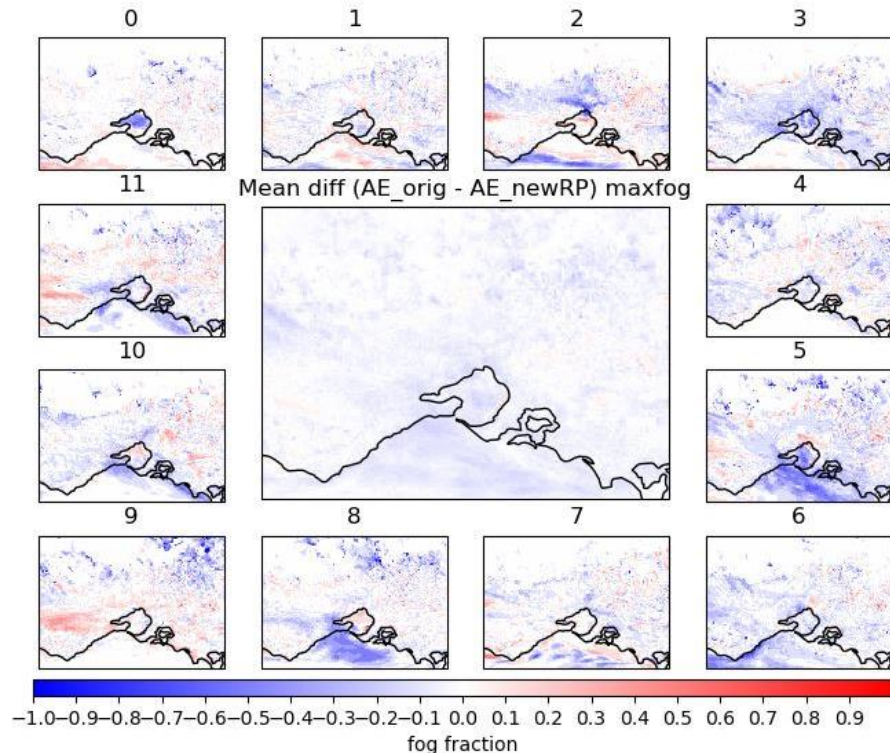 0 1 2 3
Mean diff (AE_orig - AE_newRP) maxfog
11 4
10 5
9 8 7 6
−1.0−0.9−0.8−0.7−0.6−0.5−0.4−0.3−0.2−0.1 0.0 0.1 0.2 0.3 0.4 0.5 0.6 0.7 0.8 0.9
fog fraction